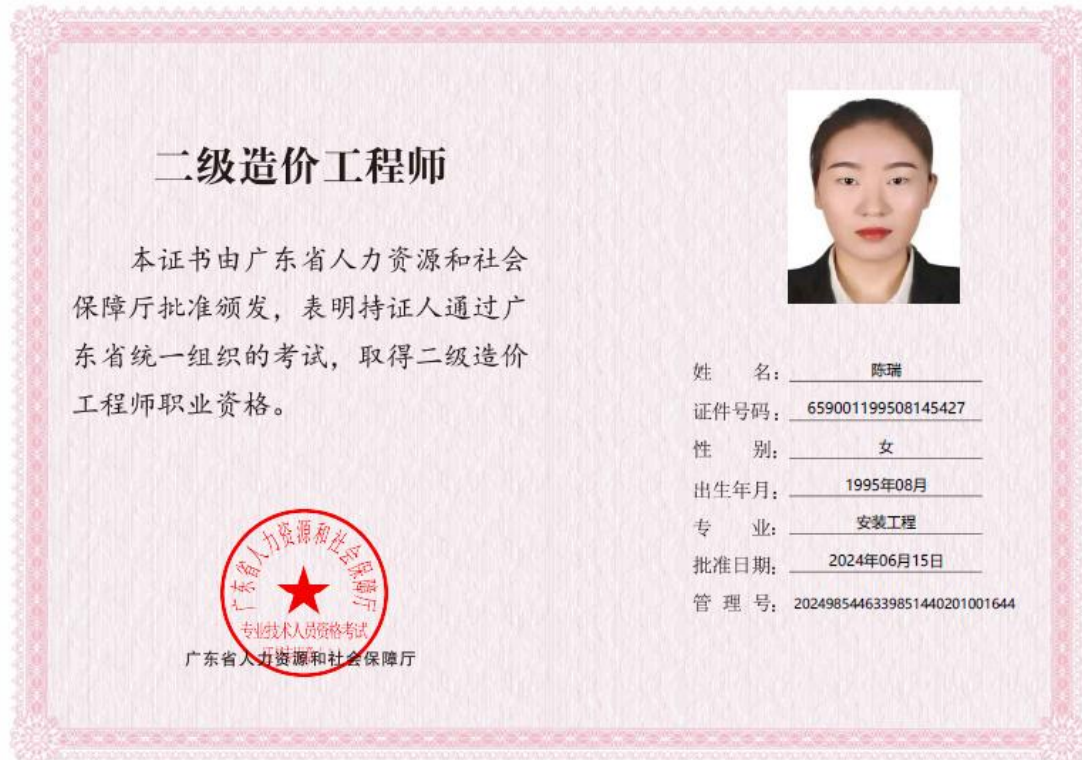 二级造价工程师
本证书由广东省人力资源和社会
保障厅批准颁发，表明持证人通过广
东省统一组织的考试，取得二级造价
工程师职业资格。
广东省人力资源和社会保障厅
专业技术人员资格考试
广东省人力资源和社会保障厅
姓 名：陈瑞
证件号码：659001199508145427
性 别：女
出生年月：1995年08月
专 业：安装工程
批准日期：2024年06月15日
管 理 号：2024985446339851440201001644